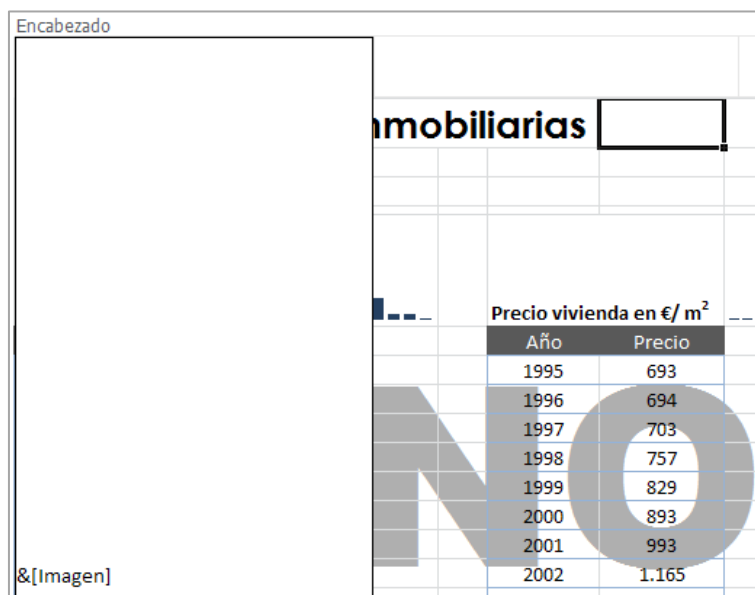 Encabezado
nmobiliarias
Precio vivienda en €/ m²
Año Precio
1995 693
1996 694
1997 703
1998 757
1999 829
2000 893
2001 993
2002 1.165
&[Imagen]
NO